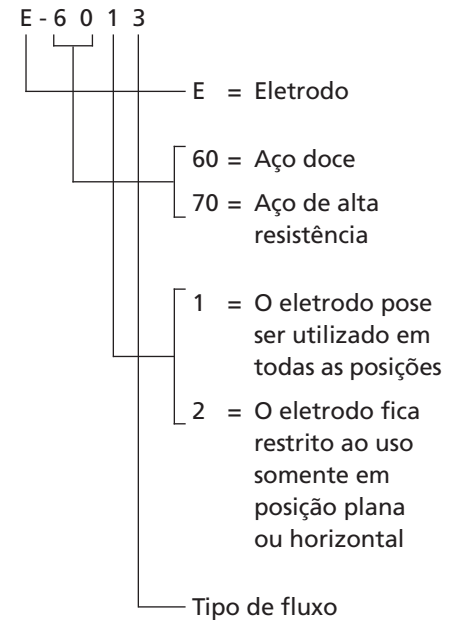 E - 6 0 1 3
E = Eletrodo
60 = Aço doce
70 = Aço de alta
resistência
1 = O eletrodo pose
ser utilizado em
todas as posições
2 = O eletrodo fica
restrito ao uso
somente em
posição plana
ou horizontal
Tipo de fluxo